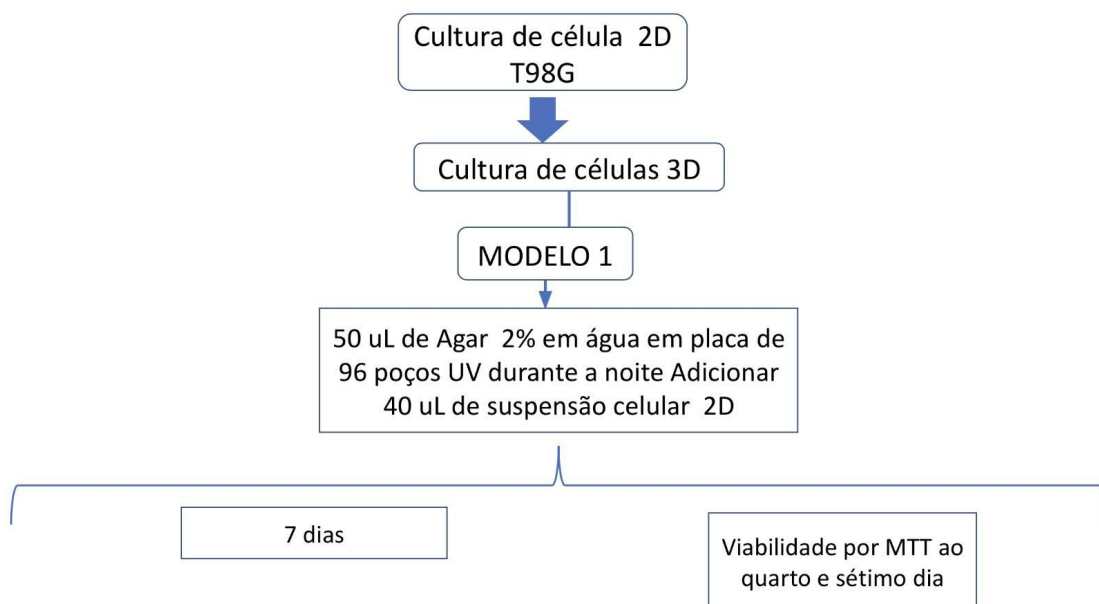 Cultura de célula 2D
T98G
Cultura de células 3D
MODELO 1
50 uL de Agar 2% em água em placa de
96 poços UV durante a noite Adicionar
40 uL de suspensão celular 2D
7 dias
Viabilidade por MTT ao
quarto e sétimo dia